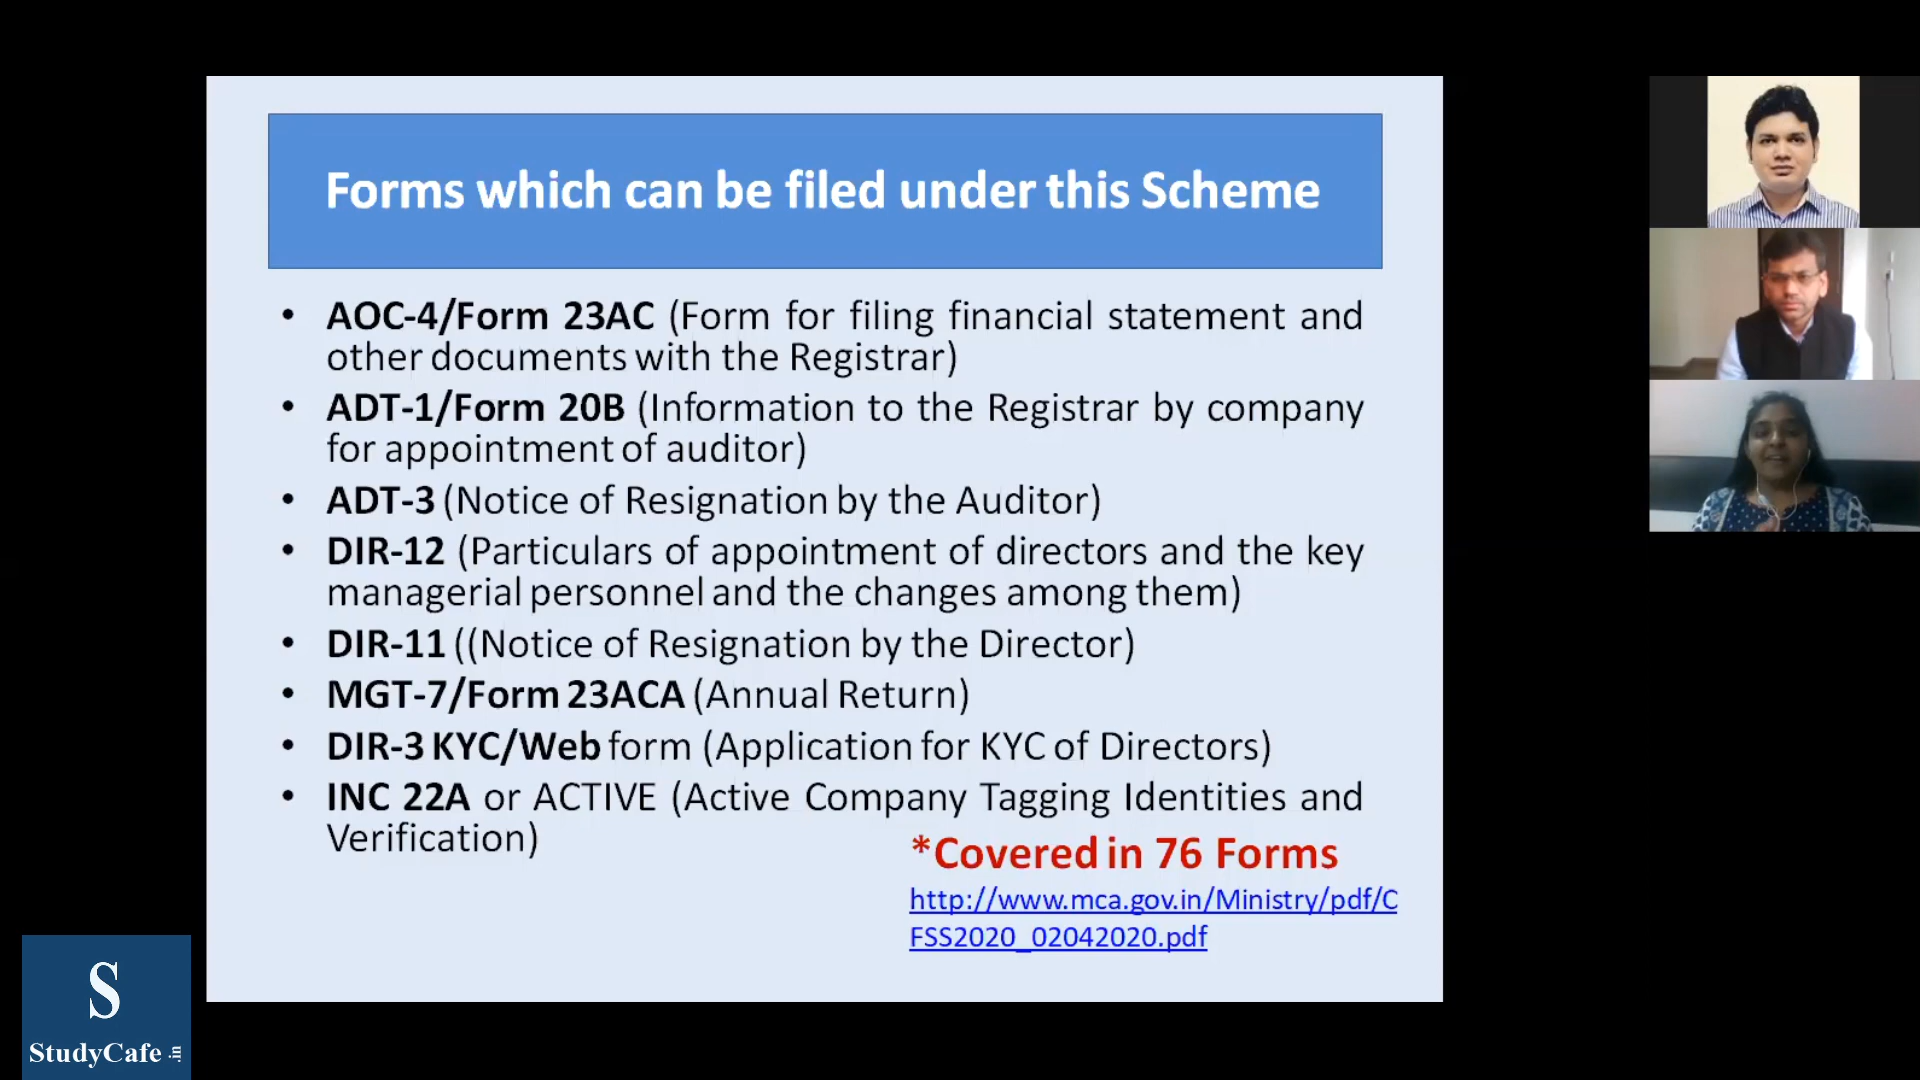 Forms which can be filed under this Scheme
• AOC-4/Form 23AC (Form for filing financial statement and
other documents with the Registrar)
• ADT-1/Form 20B (Information to the Registrar by company
for appointment of auditor)
• ADT-3 (Notice of Resignation by the Auditor)
• DIR-12 (Particulars of appointment of directors and the key
managerial personnel and the changes among them)
• DIR-11 ((Notice of Resignation by the Director)
• MGT-7/Form 23ACA (Annual Return)
• DIR-3 KYC/Web form (Application for KYC of Directors)
• INC 22A or ACTIVE (Active Company Tagging Identities and
Verification)
*Covered in 76 Forms
http://www.mca.gov.in/Ministry/pdf/C
FSS2020_02042020.pdf
S
StudyCafe .in